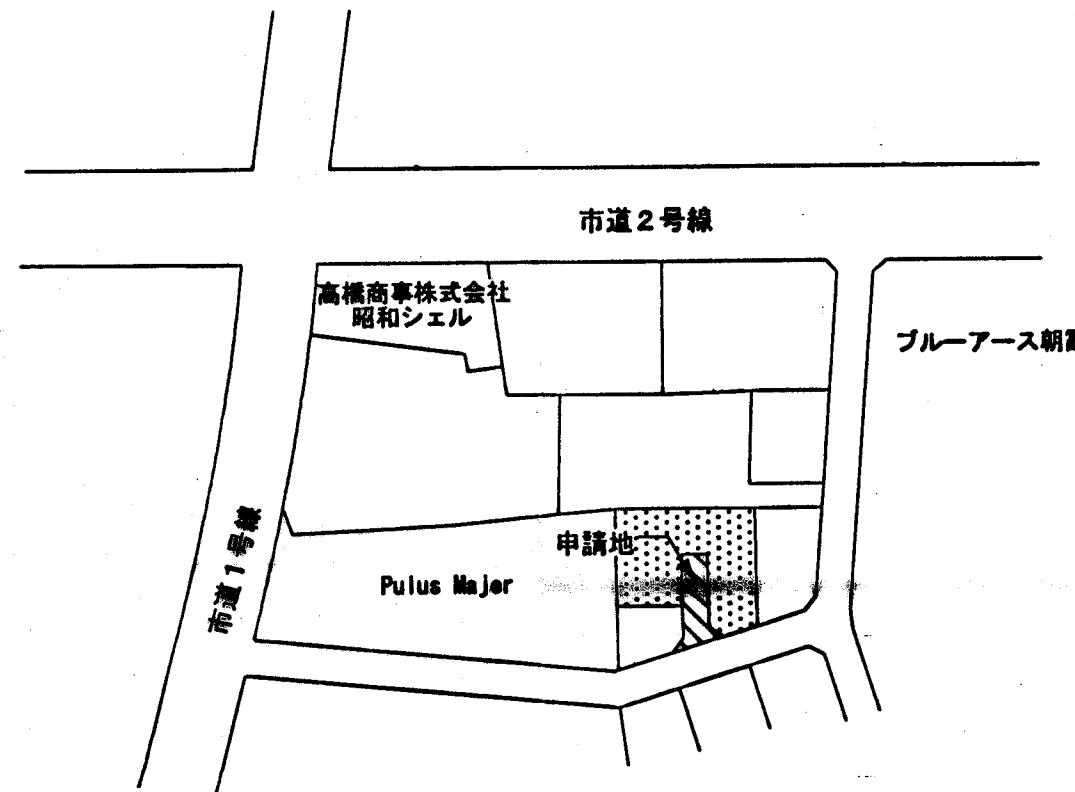 市道2号線
高橋商事株式会社
昭和シェル
ブルーアース朝
申請地
Pulus Majer
市道1号線